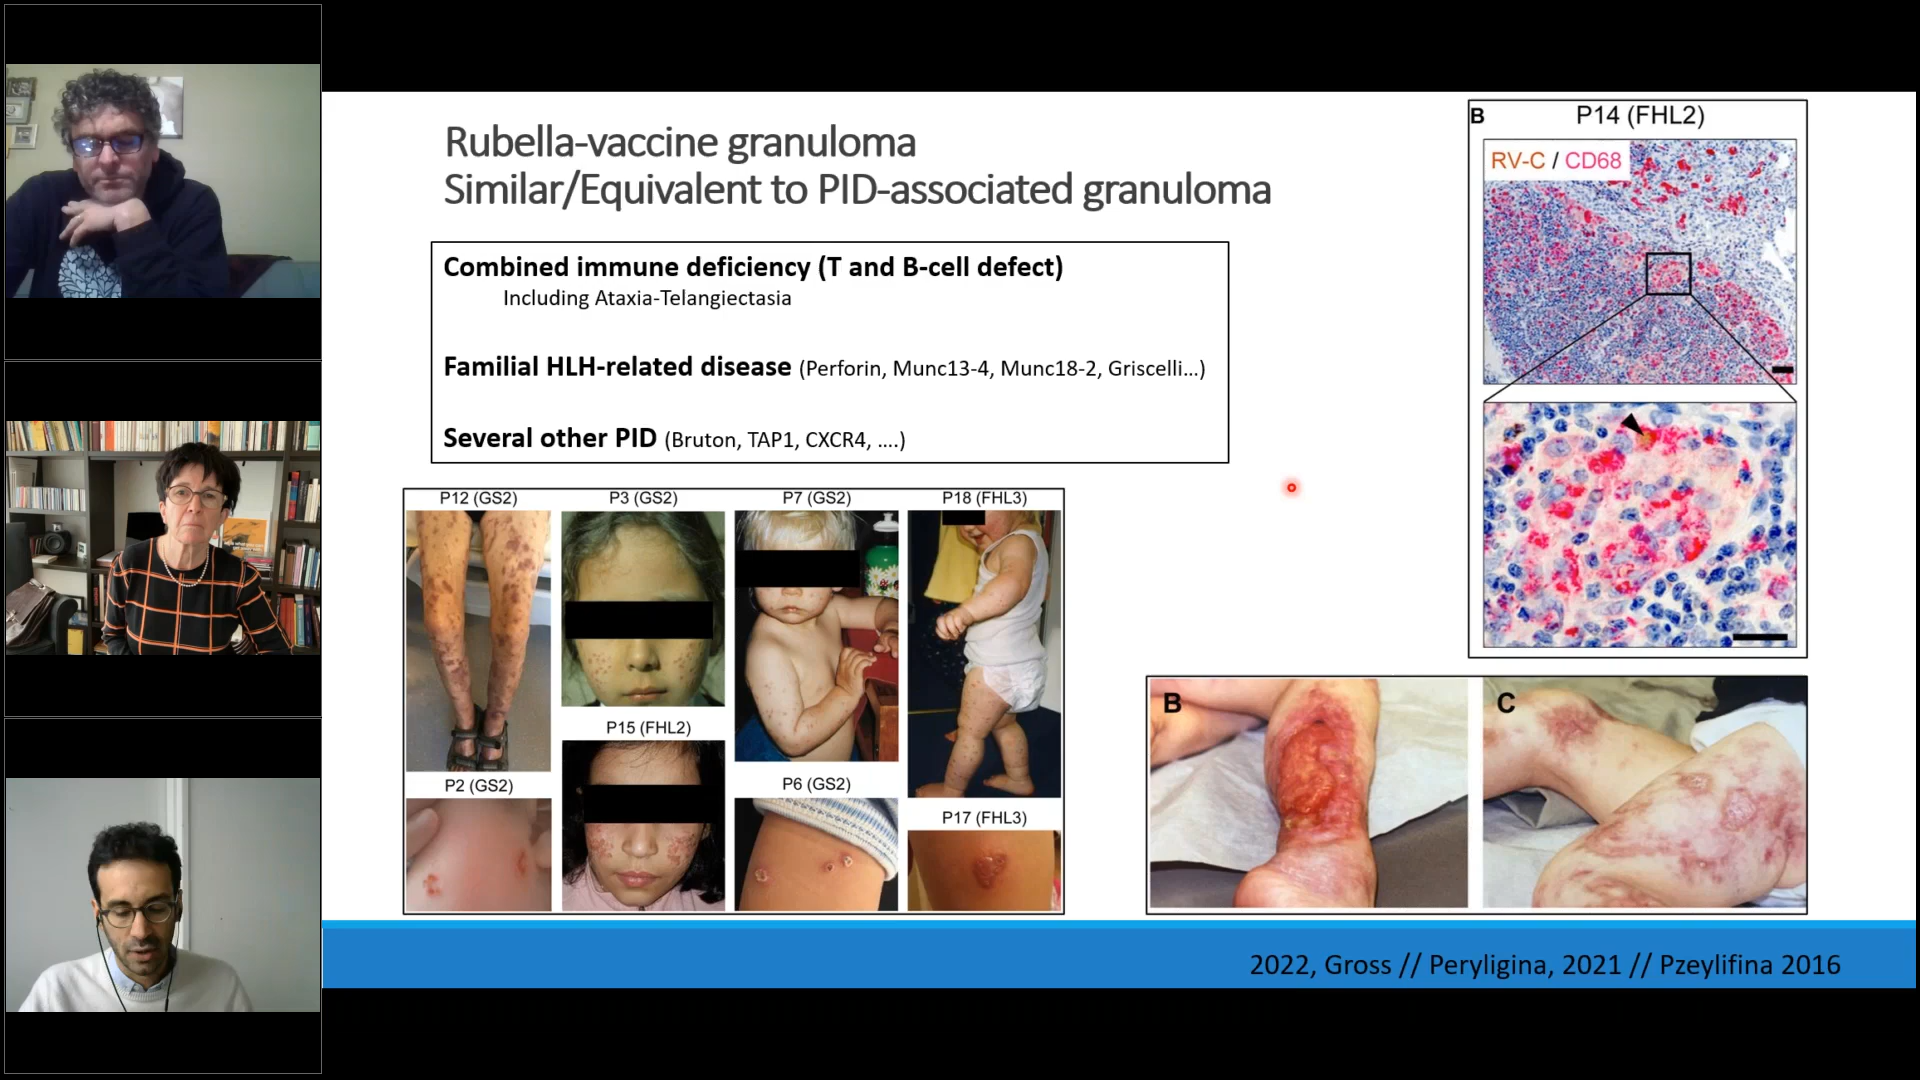 Rubella-vaccine granuloma
Similar/Equivalent to PID-associated granuloma
Combined immune deficiency (T and B-cell defect)
Including Ataxia-Telangiectasia
Familial HLH-related disease (Perforin, Munc13-4, Munc18-2, Griscelli...)
Several other PID (Bruton, TAP1, CXCR4, ....)
B
P14 (FHL2)
RV-C / CD68
P12 (GS2)
P3 (GS2)
P7 (GS2)
P18 (FHL3)
P15 (FHL2)
P2 (GS2)
P6 (GS2)
P17 (FHL3)
B
C
2022, Gross // Peryligina, 2021 // Pzeylifina 2016